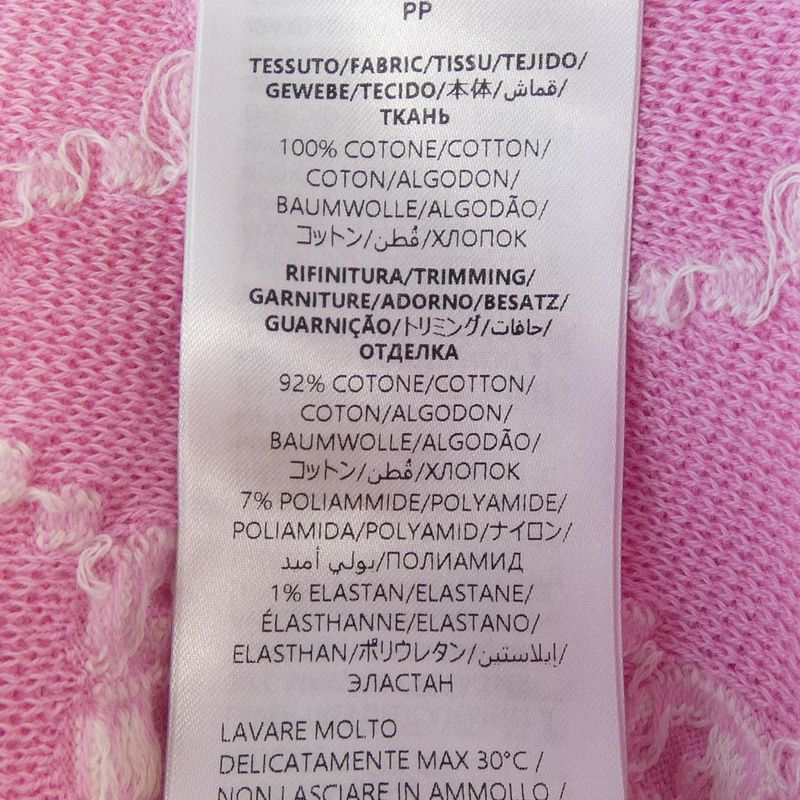 PP
TESSUTO/FABRIC/TISSU/TEJIDO/
GEWEBE/TECIDO/本体/قماش/
ТКАНЬ
100% COTONE/COTTON/
COTON/ALGODON/
BAUMWOLLE/ALGODÃO/
コットン/قُطن/ХЛОПОК
RIFINITURA/TRIMMING/
GARNITURE/ADORNO/BESATZ/
GUARNIÇÃO/トリミング/حافات/
ОТДЕЛКА
92% COTONE/COTTON/
COTON/ALGODON/
BAUMWOLLE/ALGODÃO/
コットン/قُطن/ХЛОПОК
7% POLIAMMIDE/POLYAMIDE/
POLIAMIDA/POLYAMID/ナイロン/
بولي أميد/ПОЛИАМИД
1% ELASTAN/ELASTANE/
ÉLASTHANNE/ELASTANO/
ELASTHAN/ポリウレタン/إيلاستين/
ЭЛАСТАН
LAVARE MOLTO
DELICATAMENTE MAX 30°C /
NON LASCIARE IN AMMOLLO /